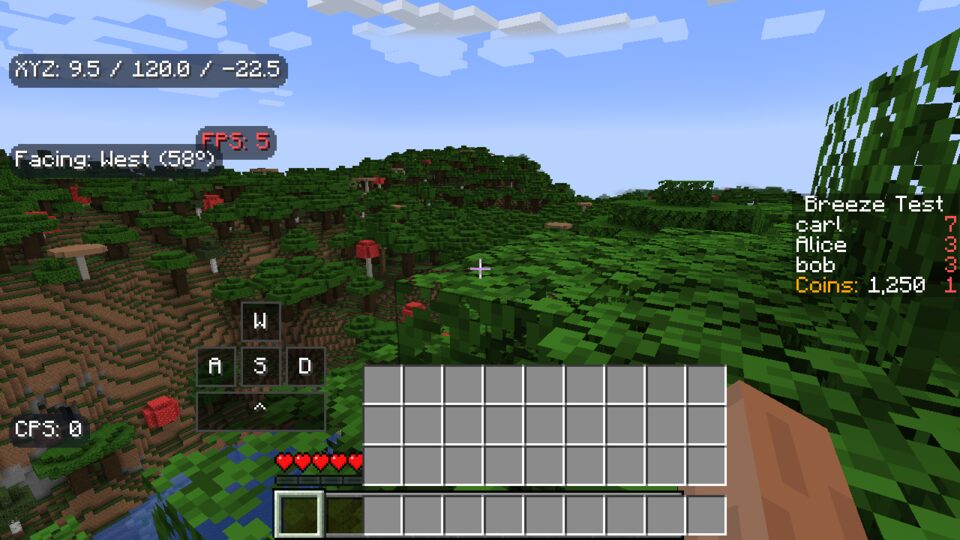 XYZ: 9.5 / 120.0 / -22.5
FPS: 5
Facing: West (58°)
Breeze Test
carl 7
Alice 3
bob 3
Coins: 1,250 1
W
A S D
^
CPS: 0